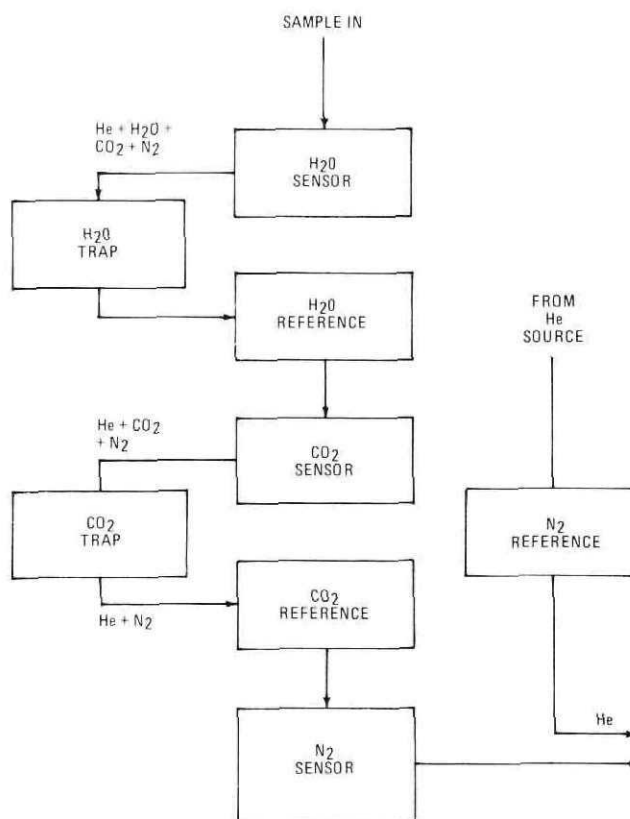 SAMPLE IN
He + H2O +
CO2 + N2
H2O
SENSOR
H2O
TRAP
H2O
REFERENCE
FROM
He
SOURCE
He + CO2
+ N2
CO2
SENSOR
CO2
TRAP
N2
REFERENCE
He + N2
CO2
REFERENCE
He
N2
SENSOR